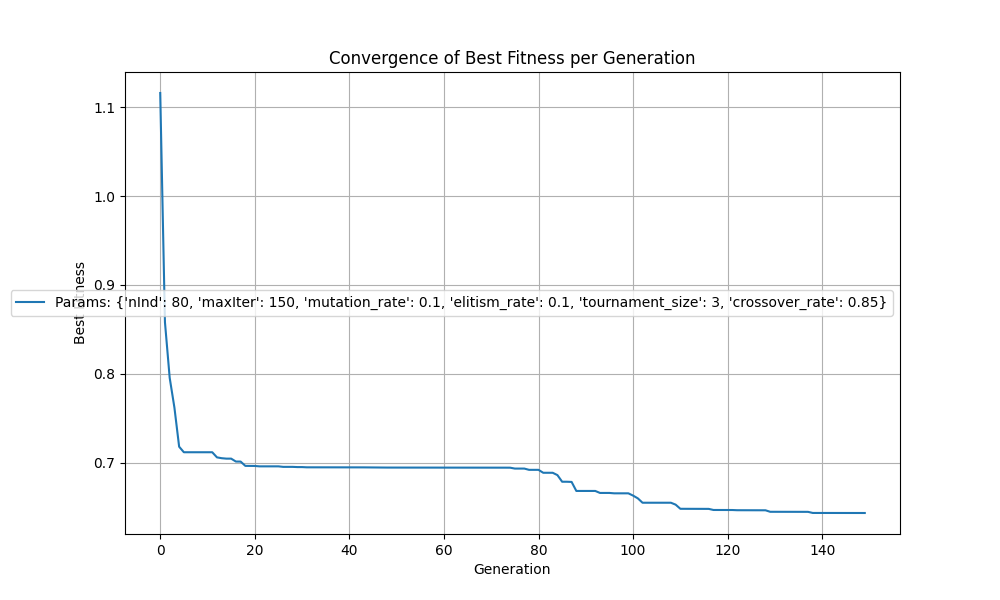 Convergence of Best Fitness per Generation
1.1
1.0
0.9
0.8
0.7
Best
ness
Params: {'nInd': 80, 'maxIter': 150, 'mutation_rate': 0.1, 'elitism_rate': 0.1, 'tournament_size': 3, 'crossover_rate': 0.85}
0 20 40 60 80 100 120 140
Generation